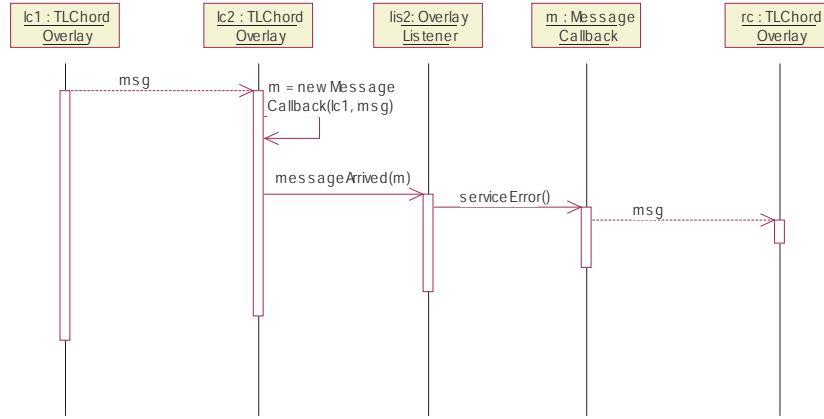 lc1 : TLChord
Overlay
lc2 : TLChord
Overlay
lis2: Overlay
Listener
m : Message
Callback
rc : TLChord
Overlay
msg
m = new Message
Callback(lc1, msg)
messageArrived(m)
serviceError()
msg